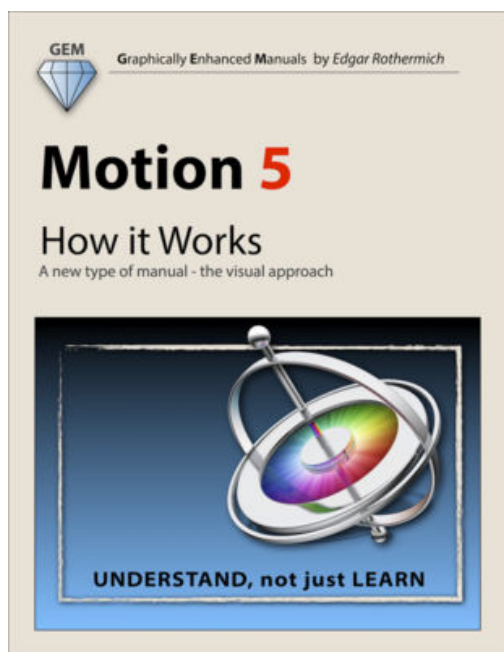 GEM
Graphically Enhanced Manuals by Edgar Rothermich
Motion 5
How it Works
A new type of manual - the visual approach
UNDERSTAND, not just LEARN